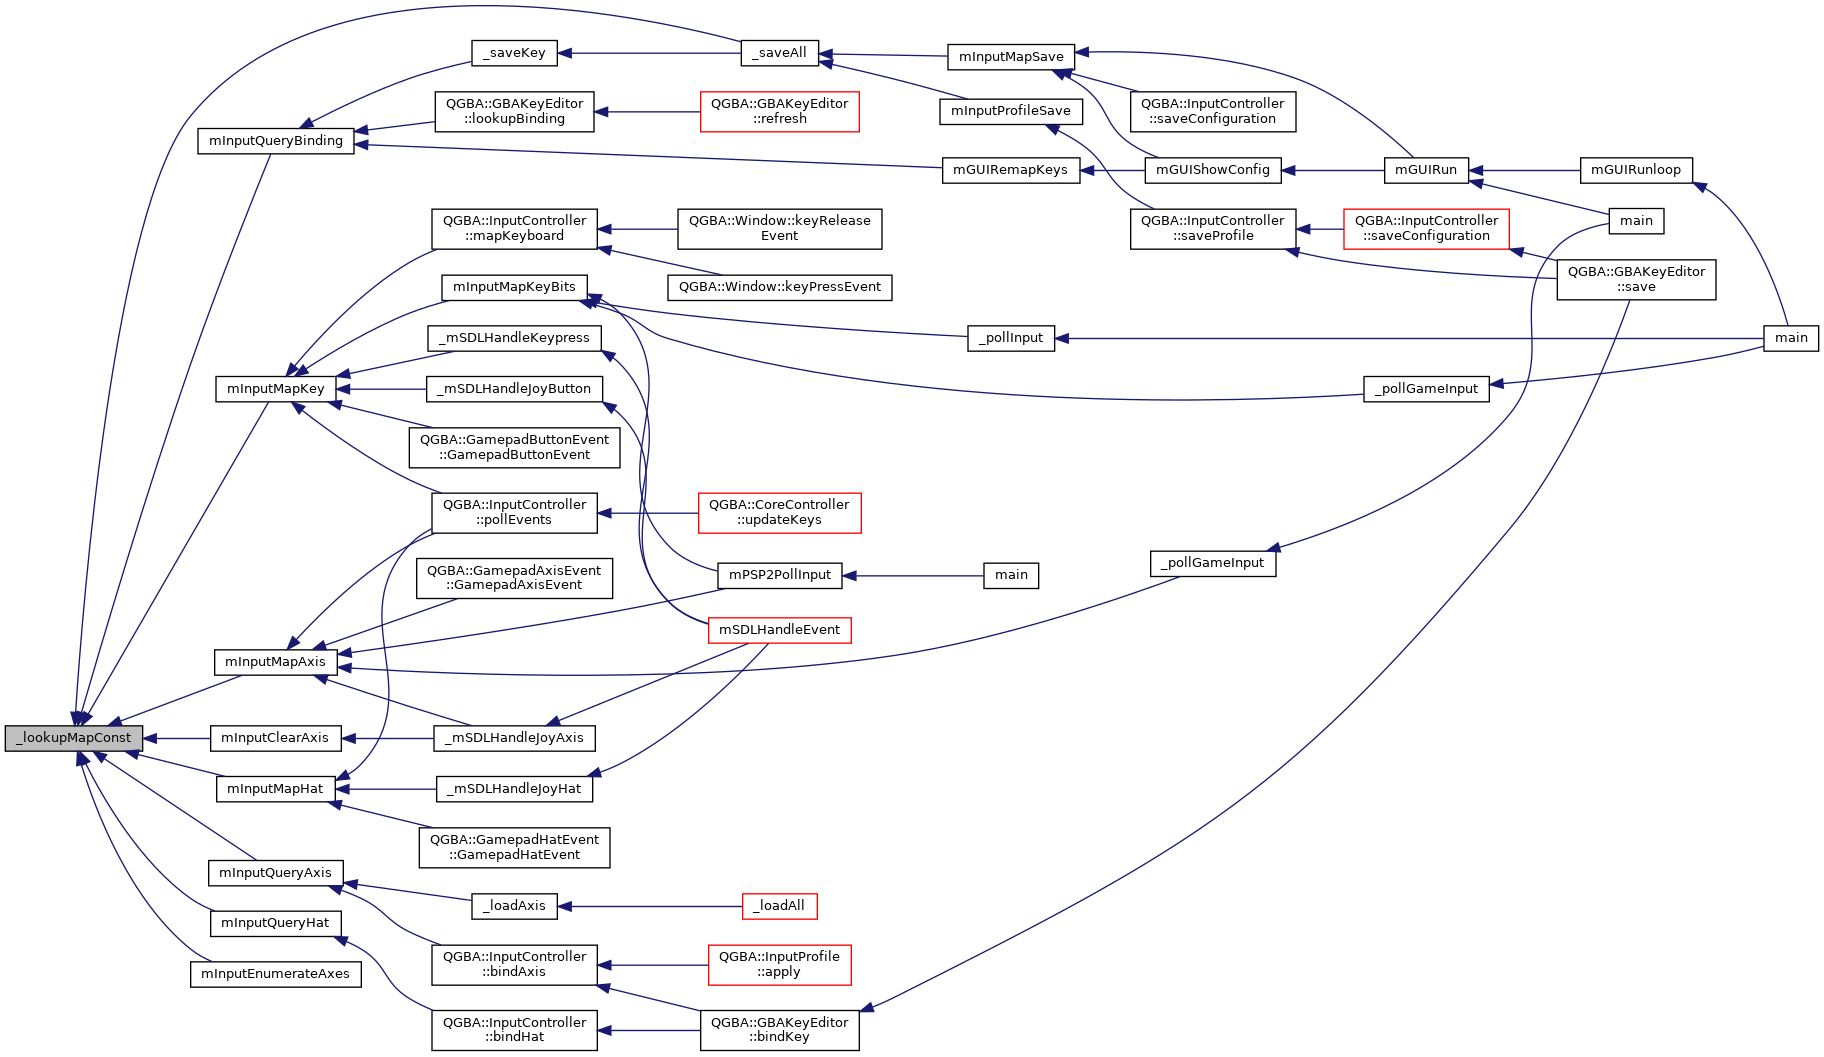 _lookupMapConst
_saveAll
_saveKey
mInputQueryBinding
QGBA::GBAKeyEditor
::lookupBinding
QGBA::GBAKeyEditor
::refresh
mInputMapSave
mInputProfileSave
QGBA::InputController
::saveConfiguration
mGUIRemapKeys
mGUIShowConfig
mGUIRun
mGUIRunloop
main
QGBA::InputController
::saveProfile
QGBA::InputController
::saveConfiguration
QGBA::GBAKeyEditor
::save
QGBA::InputController
::mapKeyboard
QGBA::Window::keyRelease
Event
QGBA::Window::keyPressEvent
mInputMapKeyBits
_mSDLHandleKeypress
mInputMapKey
_mSDLHandleJoyButton
QGBA::GamepadButtonEvent
::GamepadButtonEvent
_pollInput
main
_pollGameInput
QGBA::InputController
::pollEvents
QGBA::CoreController
::updateKeys
QGBA::GamepadAxisEvent
::GamepadAxisEvent
mPSP2PollInput
main
_pollGameInput
mSDLHandleEvent
mInputMapAxis
mInputClearAxis
_mSDLHandleJoyAxis
mInputMapHat
_mSDLHandleJoyHat
QGBA::GamepadHatEvent
::GamepadHatEvent
mInputQueryAxis
_loadAxis
_loadAll
mInputQueryHat
QGBA::InputController
::bindAxis
QGBA::InputProfile
::apply
mInputEnumerateAxes
QGBA::InputController
::bindHat
QGBA::GBAKeyEditor
::bindKey